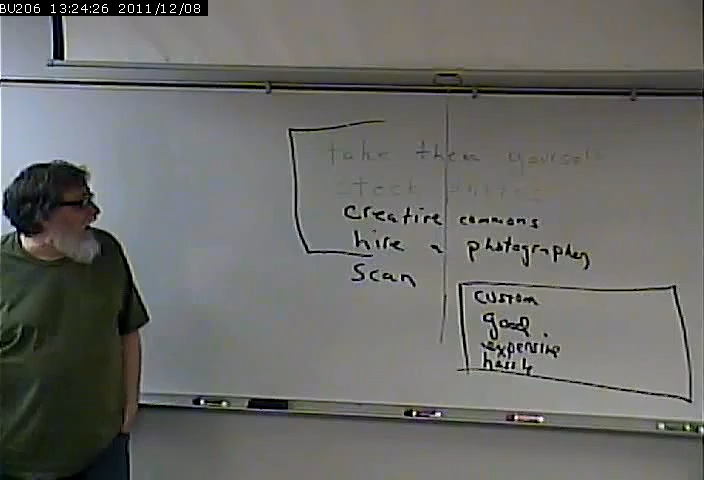 BU206 13:24:26 2011/12/08
take them yourself
stock photos
creative commons
hire a photographer
Scan
custom
good
expensive
hassle